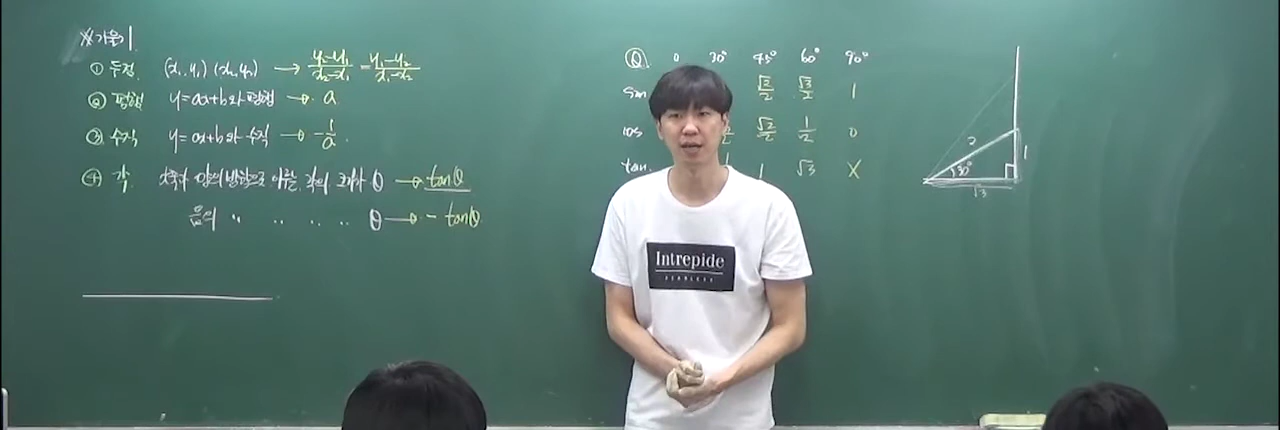 ※기울기
① 두점 (x₁, y₁) (x₂, y₂) → y₂-y₁/x₂-x₁ = y₁-y₂/x₁-x₂
② 평행 y=ax+b와 평행 → a
③ 수직 y=ax+b와 수직 → -1/a
④ 각 x축과 양의 방향으로 이루는 각의 크기가 θ → tanθ
음의 〃 〃 〃 〃 θ → - tanθ
Q 0 30° 45° 60° 90°
sin √2/2 √3/2 1
cos √2/2 1/2 0
tan 1 √3 X
2
1
30°
√3
Intrepide
FEARLESS